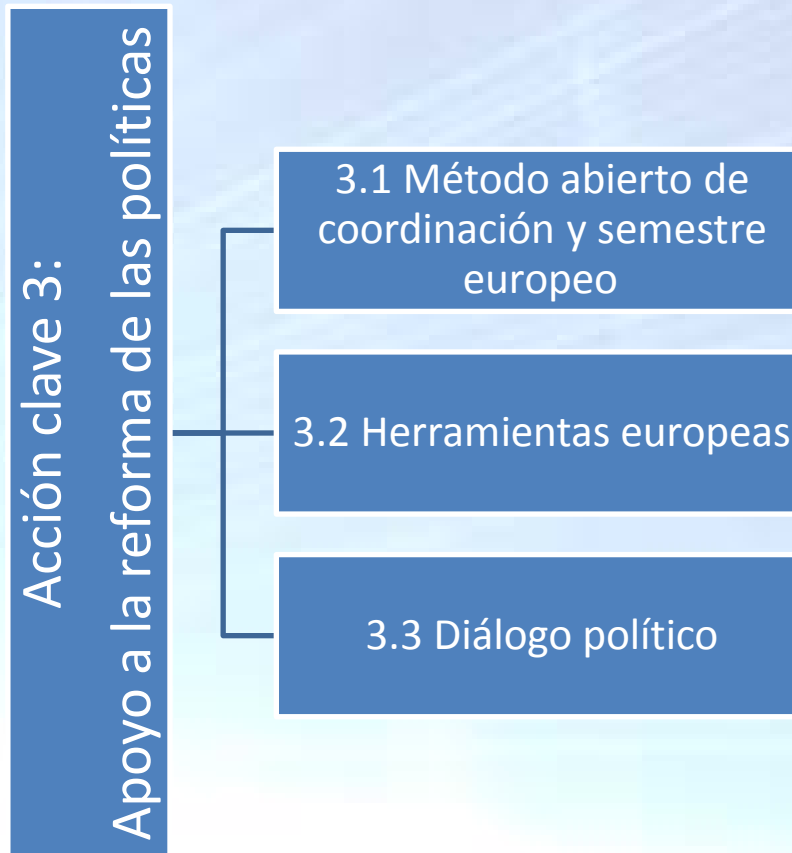 Acción clave 3:
Apoyo a la reforma de las políticas
3.1 Método abierto de
coordinación y semestre
europeo
3.2 Herramientas europeas
3.3 Diálogo político